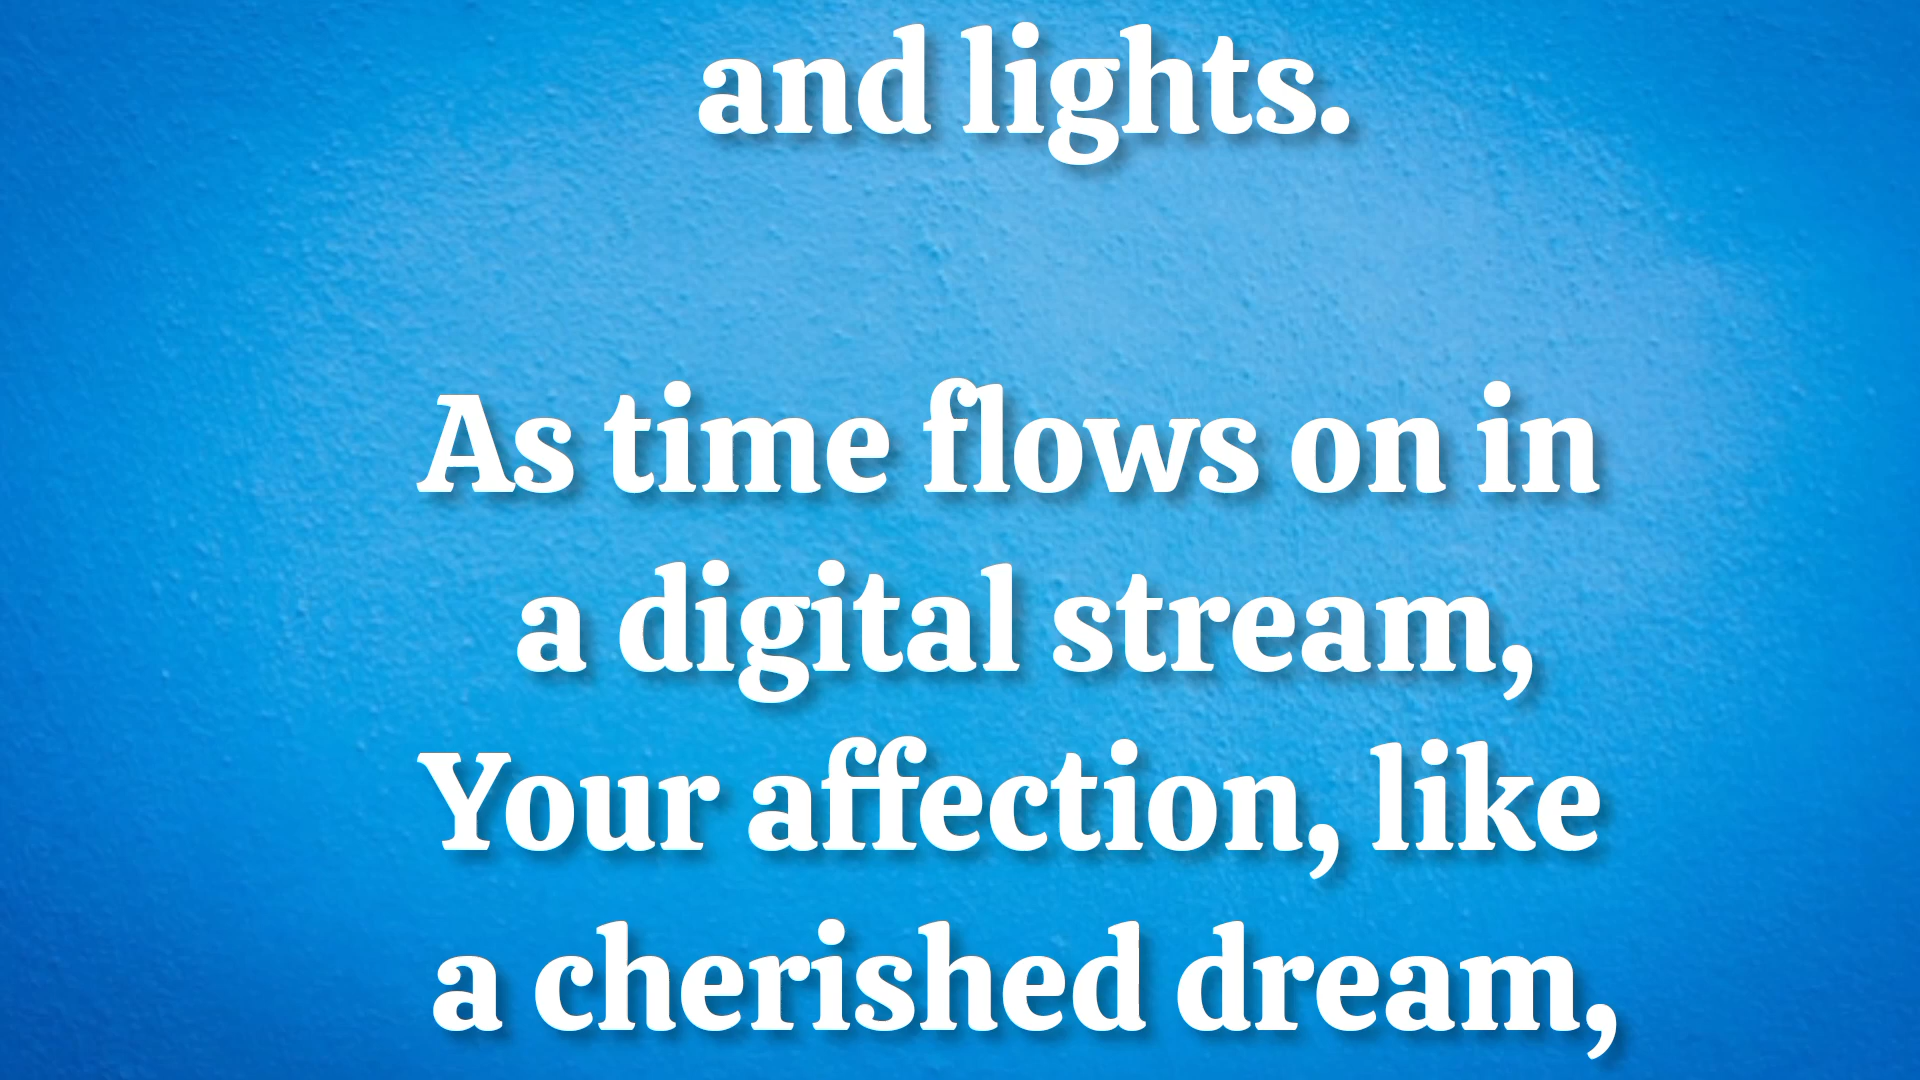 and lights.
As time flows on in
a digital stream,
Your affection, like
a cherished dream,